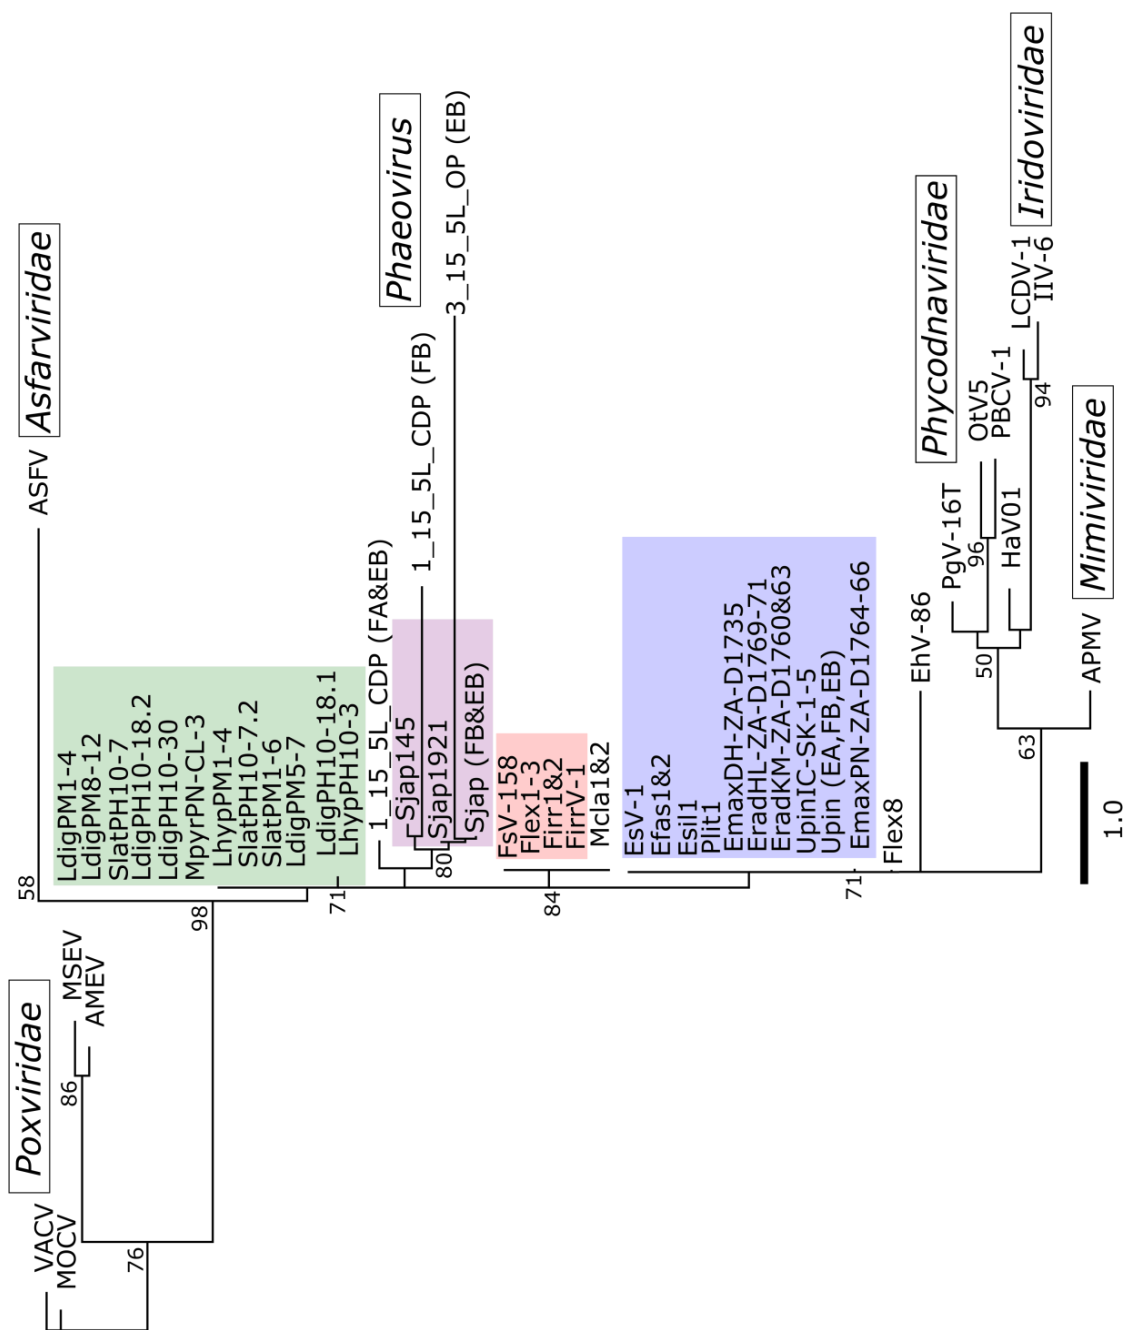 Poxviridae
VACV
MOCV
76
86
MSEV
AMEV
98
58
ASFV
Asfarviridae
LdigPM1-4
LdigPM8-12
SlatPH10-7
LdigPH10-18.2
LdigPH10-30
MpyrPN-CL-3
LhypPM1-4
SlatPH10-7.2
SlatPM1-6
LdigPM5-7
LdigPH10-18.1
LhypPH10-3
71
1_15_5L_CDP (FA&EB)
Sjap145
1_15_5L_CDP (FB)
Sjap1921
3_15_5L_OP (EB)
Sjap (FB&EB)
80
Phaeovirus
FsV-158
Flex1-3
Firr1&2
FirrV-1
Mcla1&2
84
EsV-1
Efas1&2
Esil1
Plit1
EmaxDH-ZA-D1735
EradHL-ZA-D1769-71
EradKM-ZA-D1760&63
UpinIC-SK-1-5
Upin (EA,FB,EB)
EmaxPN-ZA-D1764-66
71
Flex8
EhV-86
Phycodnaviridae
PgV-16T
96
OtV5
PBCV-1
50
HaV01
LCDV-1
IIV-6
94
Iridoviridae
63
APMV
Mimiviridae
1.0